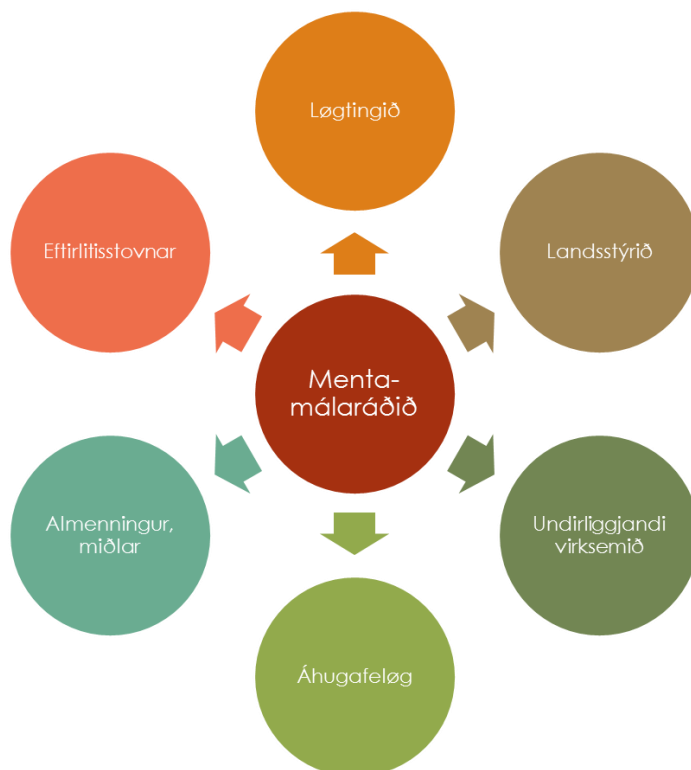 Løgtingið
Eftirlitisstovnar
Landsstýrið
Menta-
málaráðið
Almenningur,
miðlar
Undirliggjandi
virksemið
Áhugafeløg